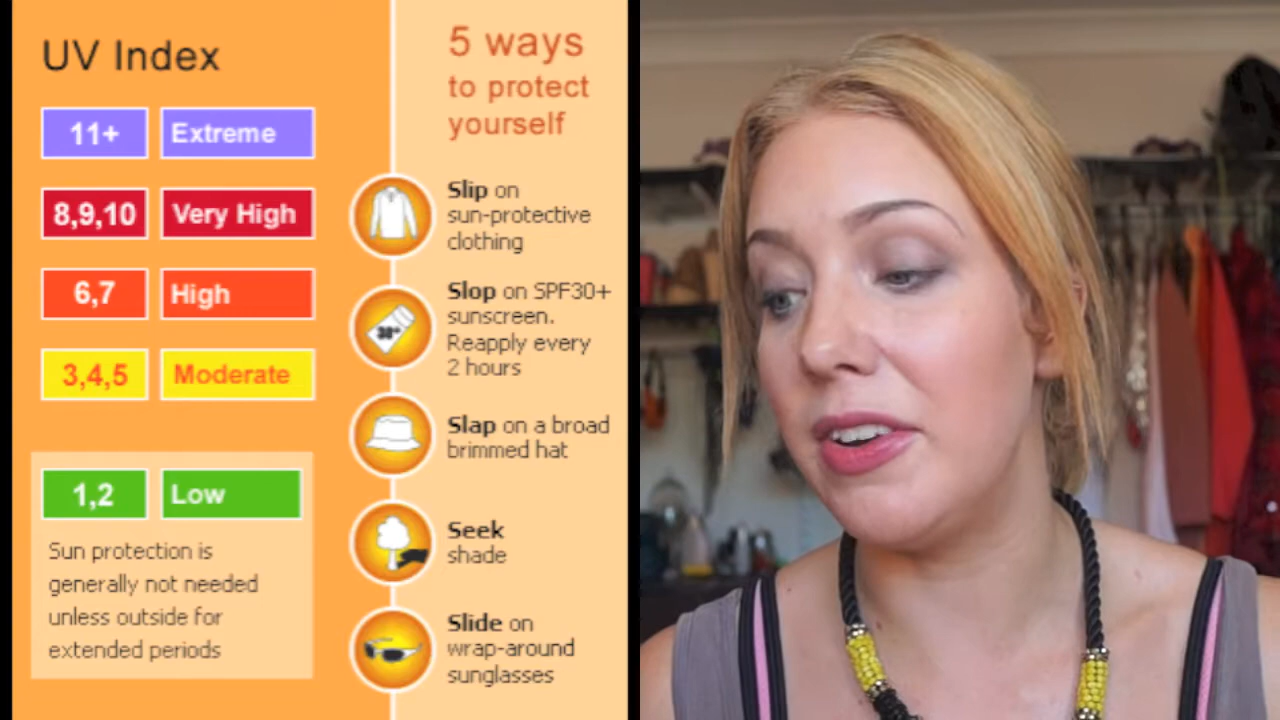 UV Index
11+ Extreme
8,9,10 Very High
6,7 High
3,4,5 Moderate
1,2 Low
Sun protection is
generally not needed
unless outside for
extended periods
5 ways
to protect
yourself
Slip on
sun-protective
clothing
30+
Slop on SPF30+
sunscreen.
Reapply every
2 hours
Slap on a broad
brimmed hat
Seek
shade
Slide on
wrap-around
sunglasses